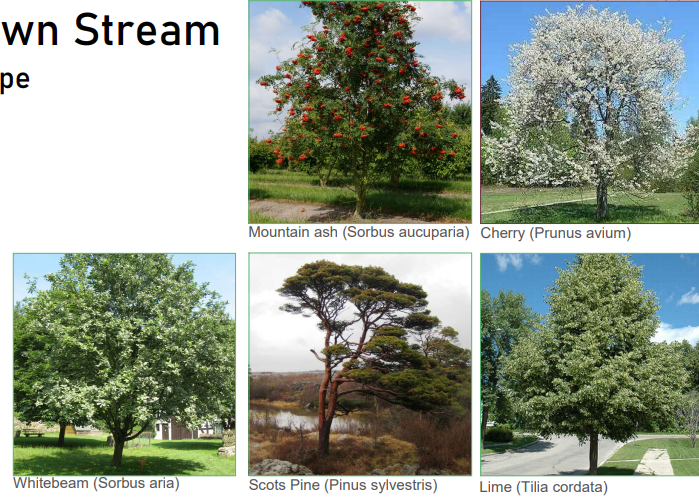 wn Stream
pe
Mountain ash (Sorbus aucuparia)
Cherry (Prunus avium)
Whitebeam (Sorbus aria)
Scots Pine (Pinus sylvestris)
Lime (Tilia cordata)